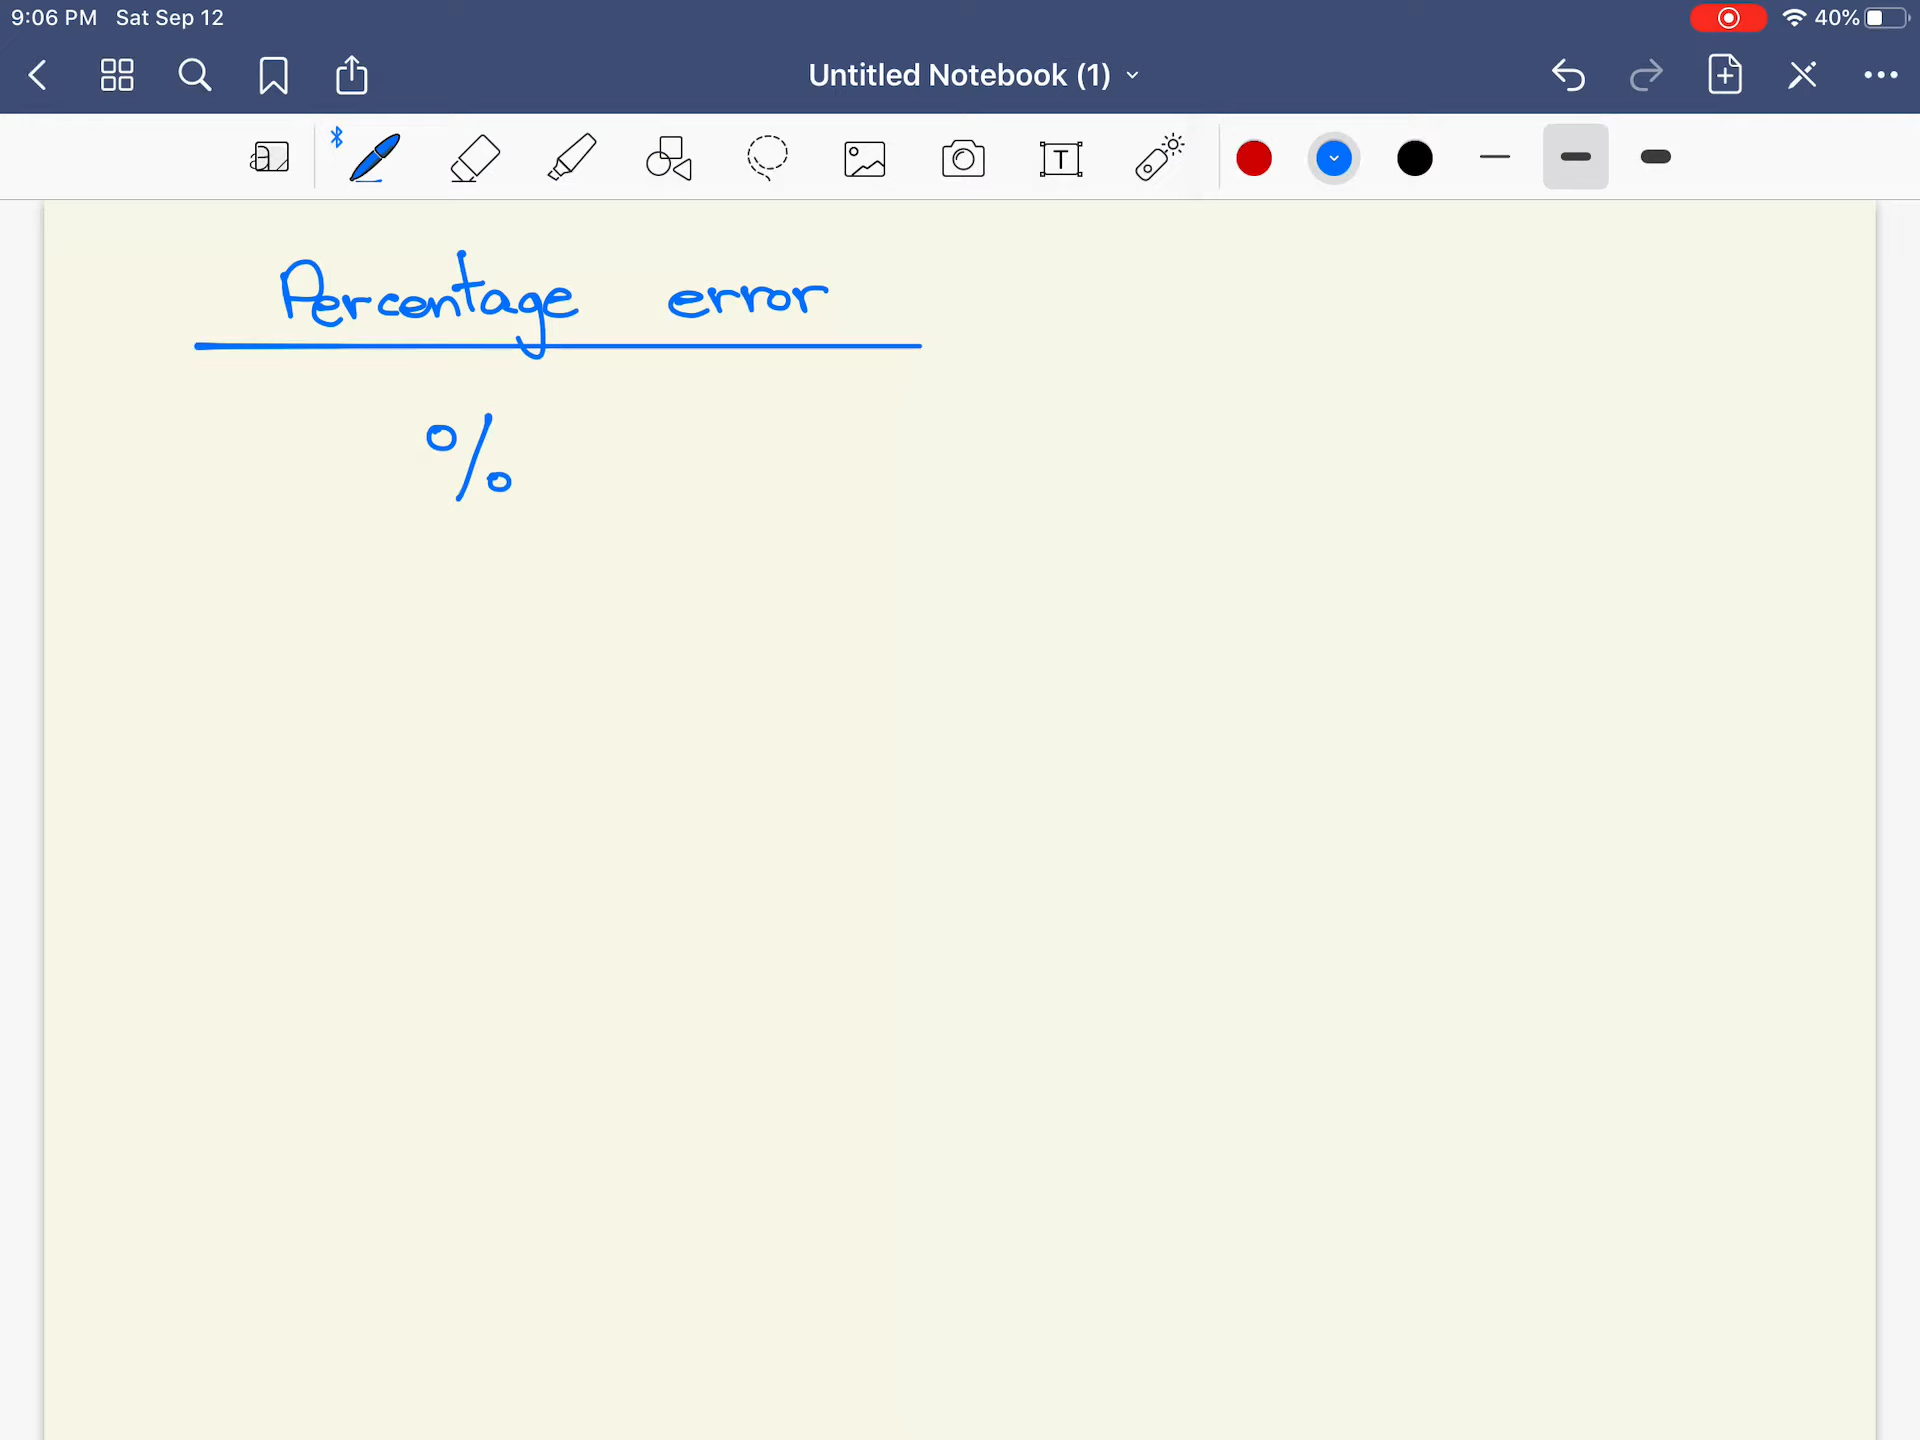 9:06 PM Sat Sep 12 40%
Untitled Notebook (1)
a T
Percentage error
%